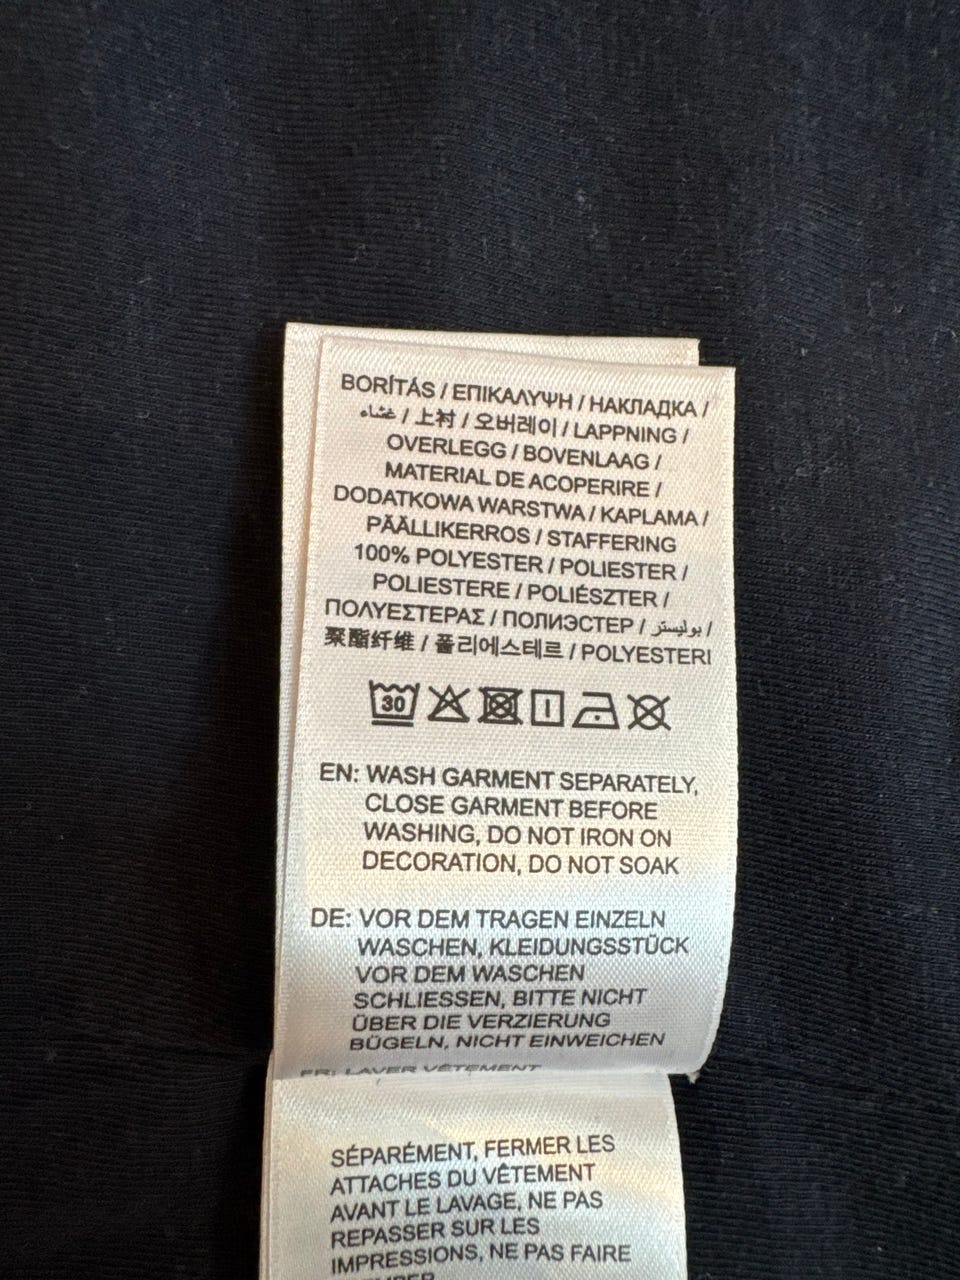 BORÍTÁS / ΕΠΙΚΑΛΥΨΗ / НАКЛАДКА /
غشاء / 上衬 / 오버레이 / LAPPNING /
OVERLEGG / BOVENLAAG /
MATERIAL DE ACOPERIRE /
DODATKOWA WARSTWA / KAPLAMA /
PÄÄLLIKERROS / STAFFERING
100% POLYESTER / POLIESTER /
POLIESTERE / POLIÉSZTER /
ΠΟΛΥΕΣΤΕΡΑΣ / ПОЛИЭСТЕР / بوليستر /
聚酯纤维 / 폴리에스테르 / POLYESTERI
30
EN: WASH GARMENT SEPARATELY,
CLOSE GARMENT BEFORE
WASHING, DO NOT IRON ON
DECORATION, DO NOT SOAK
DE: VOR DEM TRAGEN EINZELN
WASCHEN, KLEIDUNGSSTÜCK
VOR DEM WASCHEN
SCHLIESSEN, BITTE NICHT
ÜBER DIE VERZIERUNG
BÜGELN, NICHT EINWEICHEN
FR: LAVER VÊTEMENT
SÉPARÉMENT, FERMER LES
ATTACHES DU VÊTEMENT
AVANT LE LAVAGE, NE PAS
REPASSER SUR LES
IMPRESSIONS, NE PAS FAIRE